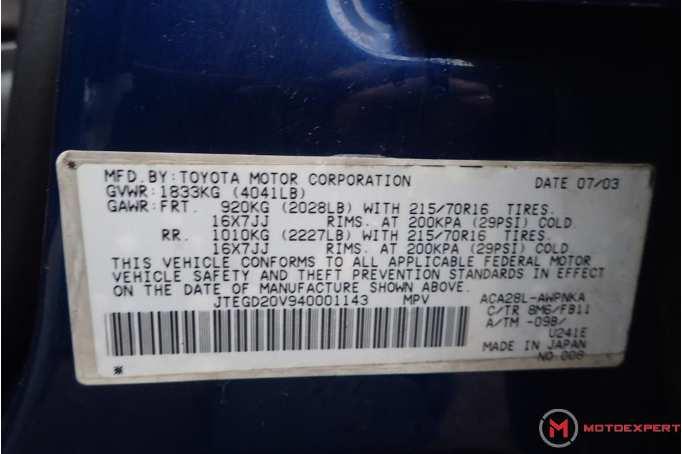 MFD. BY: TOYOTA MOTOR CORPORATION DATE 07/03
GVWR: 1833KG (4041LB)
GAWR: FRT. 920KG (2028LB) WITH 215/70R16 TIRES.
16X7JJ RIMS. AT 200KPA (29PSI) COLD
RR. 1010KG (2227LB) WITH 215/70R16 TIRES.
16X7JJ RIMS. AT 200KPA (29PSI) COLD
THIS VEHICLE CONFORMS TO ALL APPLICABLE FEDERAL MOTOR
VEHICLE SAFETY AND THEFT PREVENTION STANDARDS IN EFFECT
ON THE DATE OF MANUFACTURE SHOWN ABOVE.
JTEGD20V940001143 MPV ACA28L-AWPNKA
C/TR 8M6/FB11
A/TM -09B/
U241E
MADE IN JAPAN
NO.006
M MOTOEXPERT